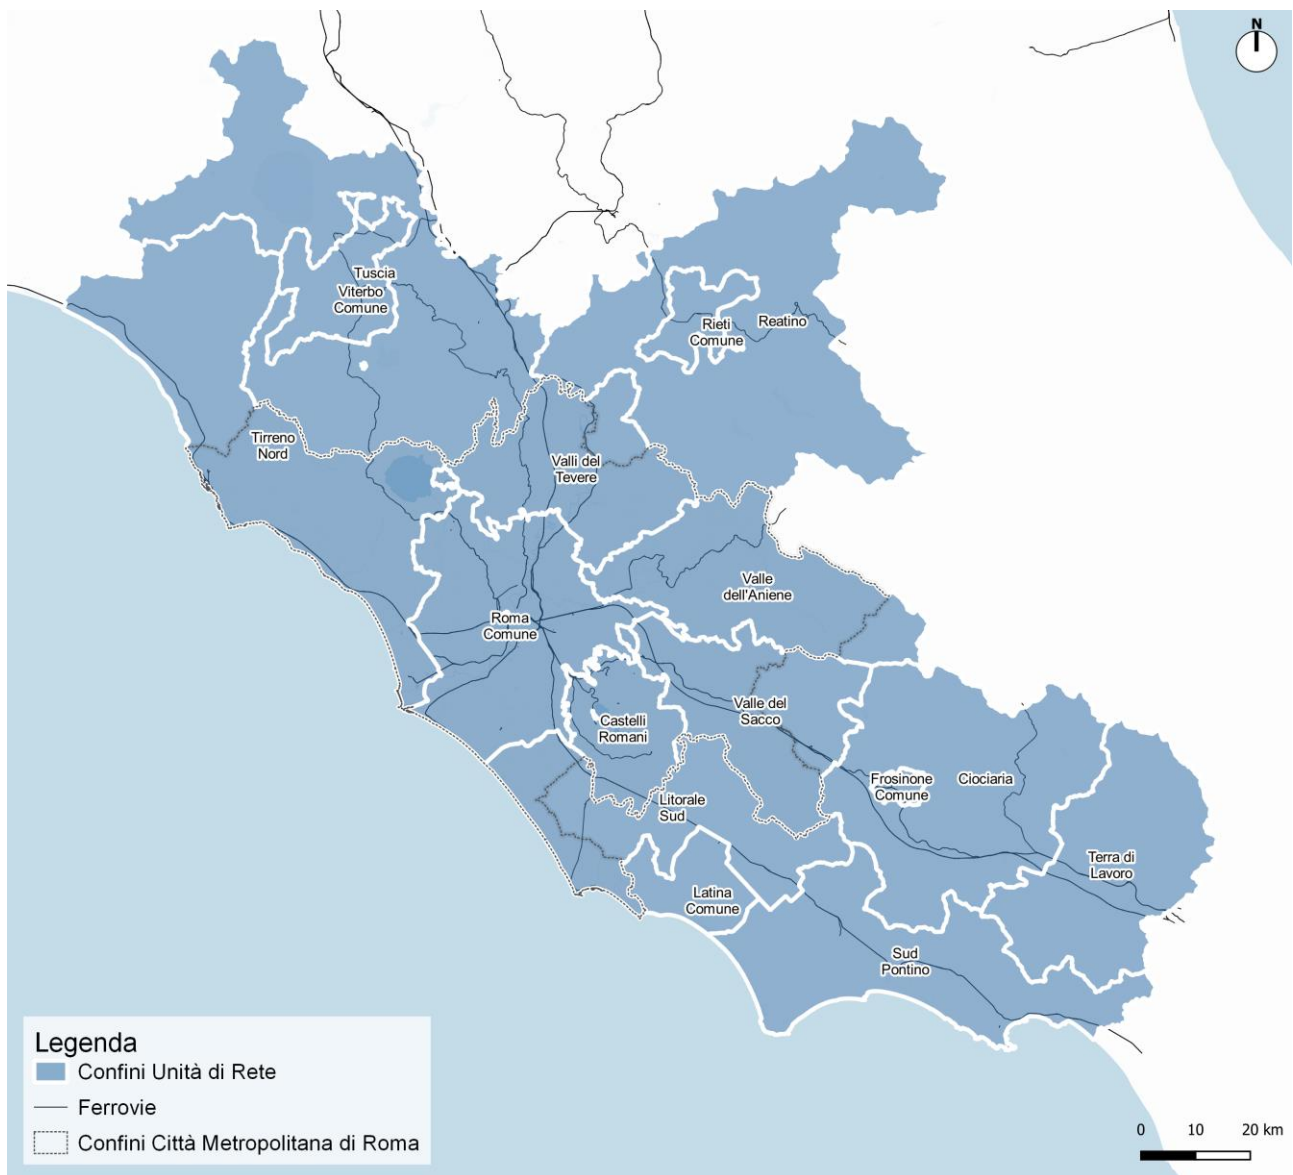 N
Tuscia
Viterbo
Comune
Rieti
Comune
Reatino
Tirreno
Nord
Valli del
Tevere
Valle
dell'Aniene
Roma
Comune
Castelli
Romani
Valle del
Sacco
Frosinone
Comune
Ciociaria
Litorale
Sud
Terra di
Lavoro
Latina
Comune
Sud
Pontino
Legenda
Confini Unità di Rete
Ferrovie
Confini Città Metropolitana di Roma
0 10 20 km